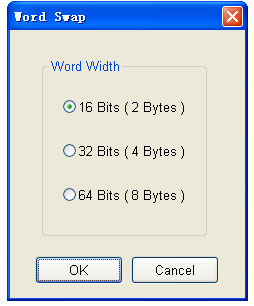 Word Swap
Word Width
16 Bits ( 2 Bytes )
32 Bits ( 4 Bytes )
64 Bits ( 8 Bytes )
OK
Cancel